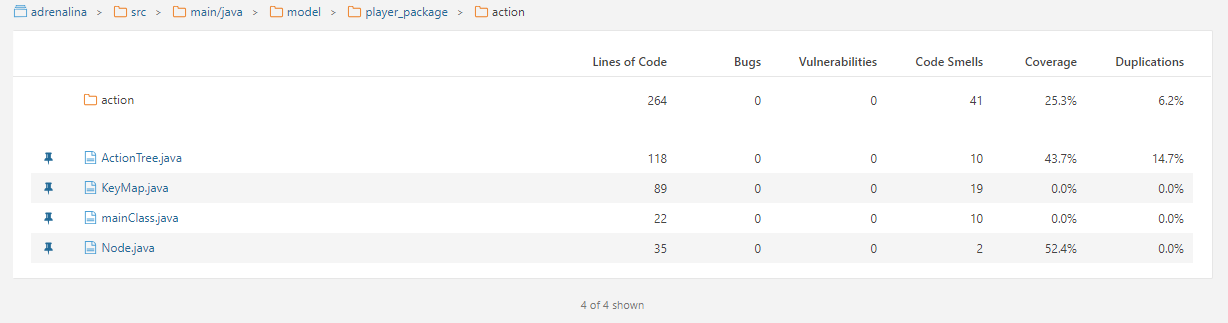 adrenalina > src > main/java > model > player_package > action
Lines of Code Bugs Vulnerabilities Code Smells Coverage Duplications
action 264 0 0 41 25.3% 6.2%
ActionTree.java 118 0 0 10 43.7% 14.7%
KeyMap.java 89 0 0 19 0.0% 0.0%
mainClass.java 22 0 0 10 0.0% 0.0%
Node.java 35 0 0 2 52.4% 0.0%
4 of 4 shown